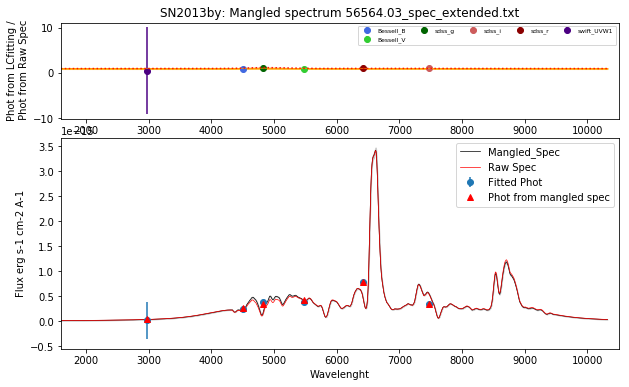 SN2013by: Mangled spectrum 56564.03_spec_extended.txt
Phot from LCfitting /
Phot from Raw Spec
10
0
−10
Bessell_B
Bessell_V
sdss_g
sdss_i
sdss_r
swift_UVW1
2000 3000 4000 5000 6000 7000 8000 9000 10000
1e−15
Flux erg s-1 cm-2 A-1
3.5
3.0
2.5
2.0
1.5
1.0
0.5
0.0
−0.5
Mangled_Spec
Raw Spec
Fitted Phot
Phot from mangled spec
2000 3000 4000 5000 6000 7000 8000 9000 10000
Wavelenght